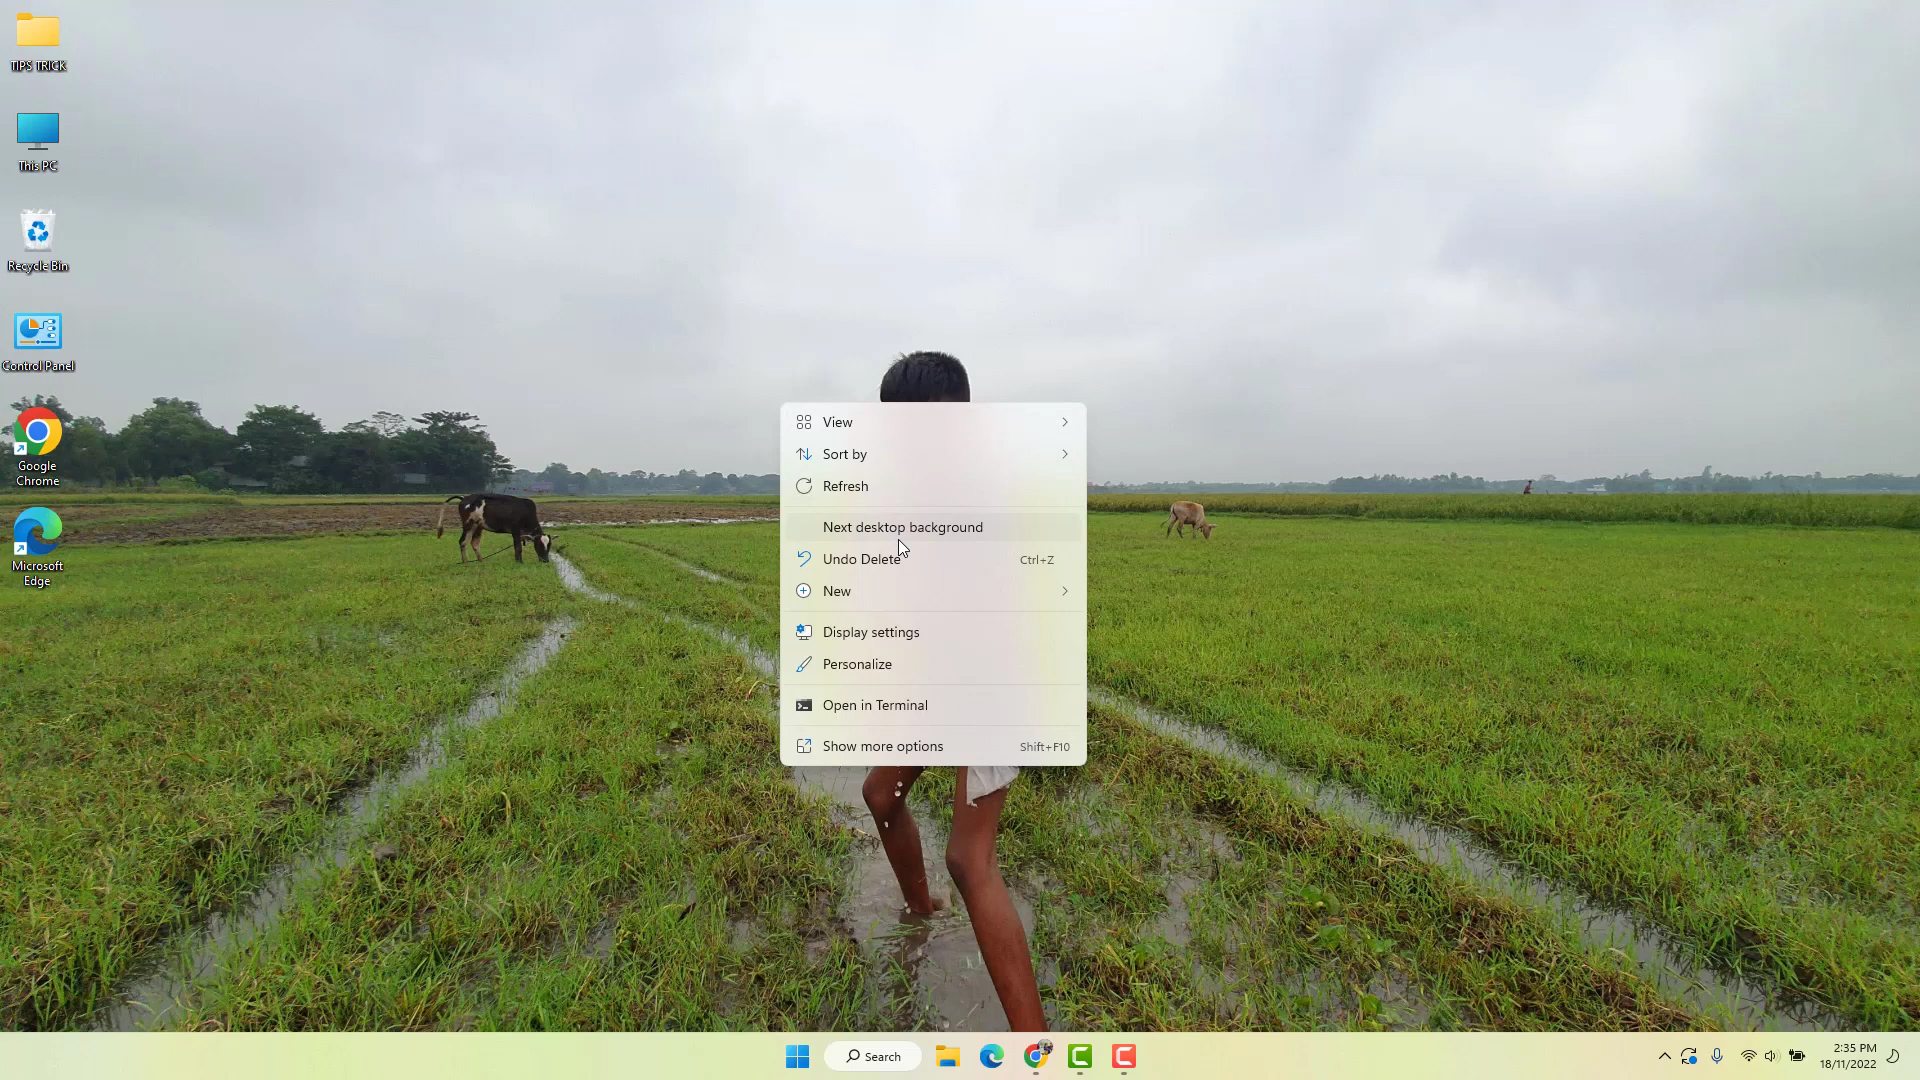 TIPS TRICK
This PC
Recycle Bin
Control Panel
Google
Chrome
Microsoft
Edge
View
Sort by
Refresh
Next desktop background
Undo Delete Ctrl+Z
New
Display settings
Personalize
Open in Terminal
Show more options Shift+F10
Search
2:35 PM
18/11/2022